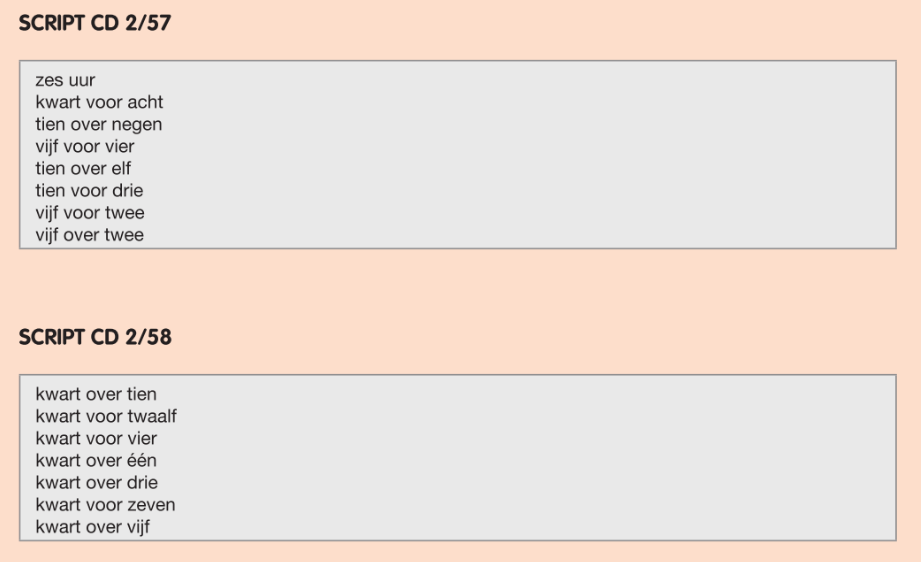 SCRIPT CD 2/57
zes uur
kwart voor acht
tien over negen
vijf voor vier
tien over elf
tien voor drie
vijf voor twee
vijf over twee
SCRIPT CD 2/58
kwart over tien
kwart voor twaalf
kwart voor vier
kwart over één
kwart over drie
kwart voor zeven
kwart over vijf